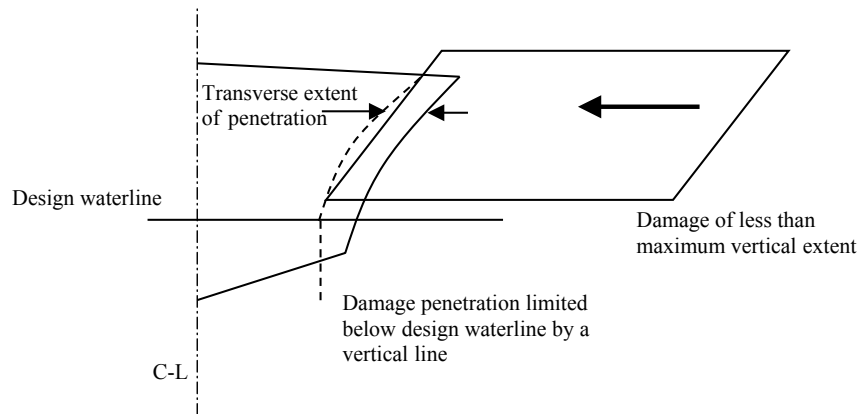 Transverse extent
of penetration
Design waterline
Damage of less than
maximum vertical extent
Damage penetration limited
below design waterline by a
vertical line
C-L